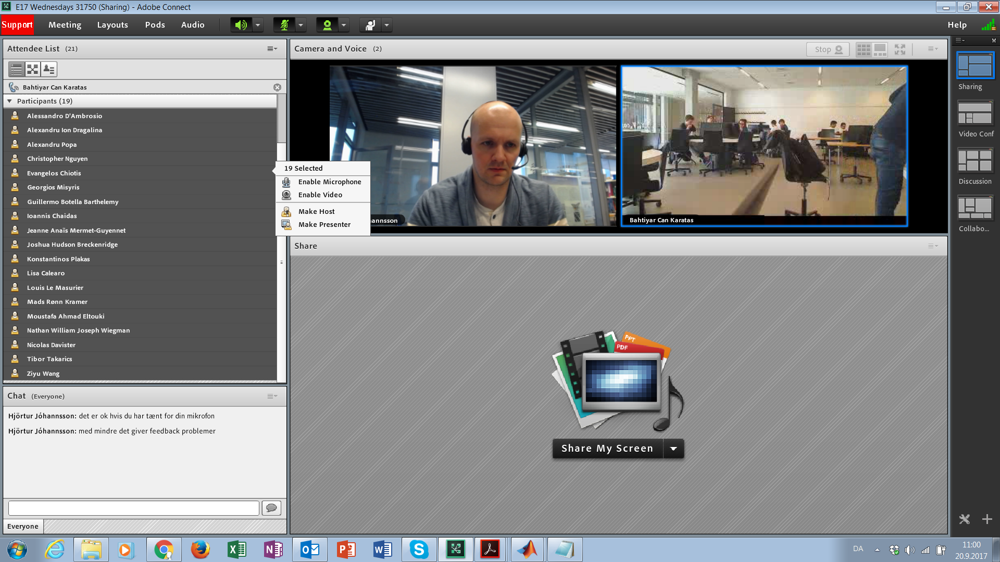 E17 Wednesdays 31750 (Sharing) - Adobe Connect
Support Meeting Layouts Pods Audio Help
Attendee List (21)
Bahtiyar Can Karatas
Participants (19)
Alessandro D'Ambrosio
Alexandru Ion Dragalina
Alexandru Popa
Christopher Nguyen
Evangelos Chiotis
Georgios Misyris
Guillermo Botella Barthelemy
Ioannis Chaidas
Jeanne Anaïs Mermet-Guyennet
Joshua Hudson Breckenridge
Konstantinos Plakas
Lisa Calearo
Louis Le Masurier
Mads Rønn Kramer
Moustafa Ahmad Eltouki
Nathan William Joseph Wiegman
Nicolas Davister
Tibor Takarics
Ziyu Wang
19 Selected
Enable Microphone
Enable Video
Make Host
Make Presenter
Chat (Everyone)
Hjörtur Jóhannsson: det er ok hvis du har tænt for din mikrofon
Hjörtur Jóhannsson: med mindre det giver feedback problemer
Everyone
Camera and Voice (2)
Stop
annsson
Bahtiyar Can Karatas
Share
PPT
PDF
Share My Screen
Sharing
Video Conf
Discussion
Collabo...
DA
11:00
20.9.2017